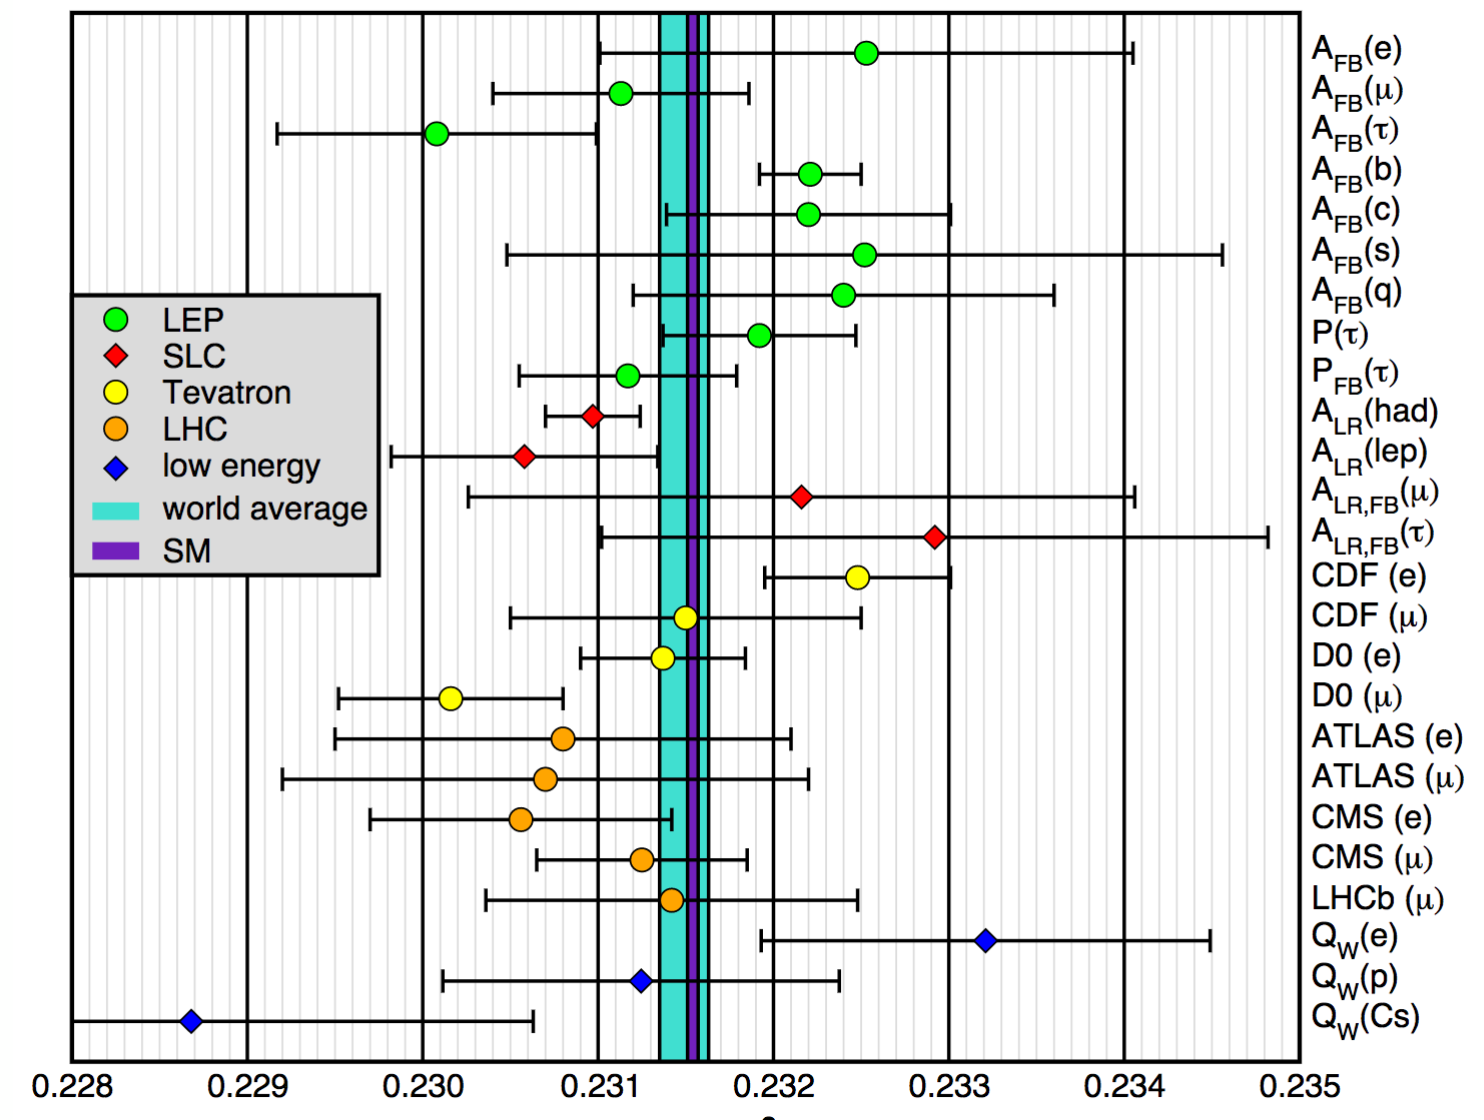 A_FB(e)
A_FB(μ)
A_FB(τ)
A_FB(b)
A_FB(c)
A_FB(s)
A_FB(q)
P(τ)
P_FB(τ)
A_LR(had)
A_LR(lep)
A_LR,FB(μ)
A_LR,FB(τ)
CDF (e)
CDF (μ)
D0 (e)
D0 (μ)
ATLAS (e)
ATLAS (μ)
CMS (e)
CMS (μ)
LHCb (μ)
Q_W(e)
Q_W(p)
Q_W(Cs)
LEP
SLC
Tevatron
LHC
low energy
world average
SM
0.228 0.229 0.230 0.231 0.232 0.233 0.234 0.235